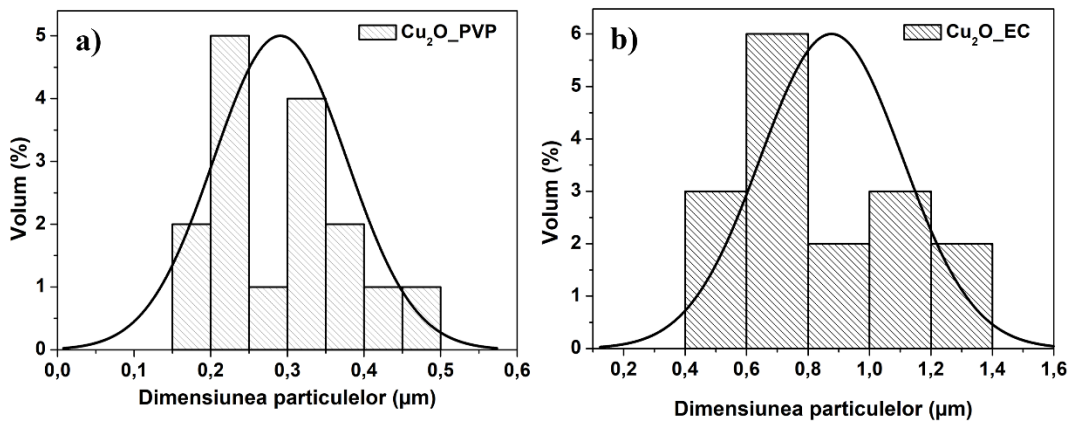 a)
Cu₂O_PVP
Volum (%)
5
4
3
2
1
0
0,0 0,1 0,2 0,3 0,4 0,5 0,6
Dimensiunea particulelor (µm)
b)
Cu₂O_EC
Volum (%)
6
5
4
3
2
1
0
0,2 0,4 0,6 0,8 1,0 1,2 1,4 1,6
Dimensiunea particulelor (µm)